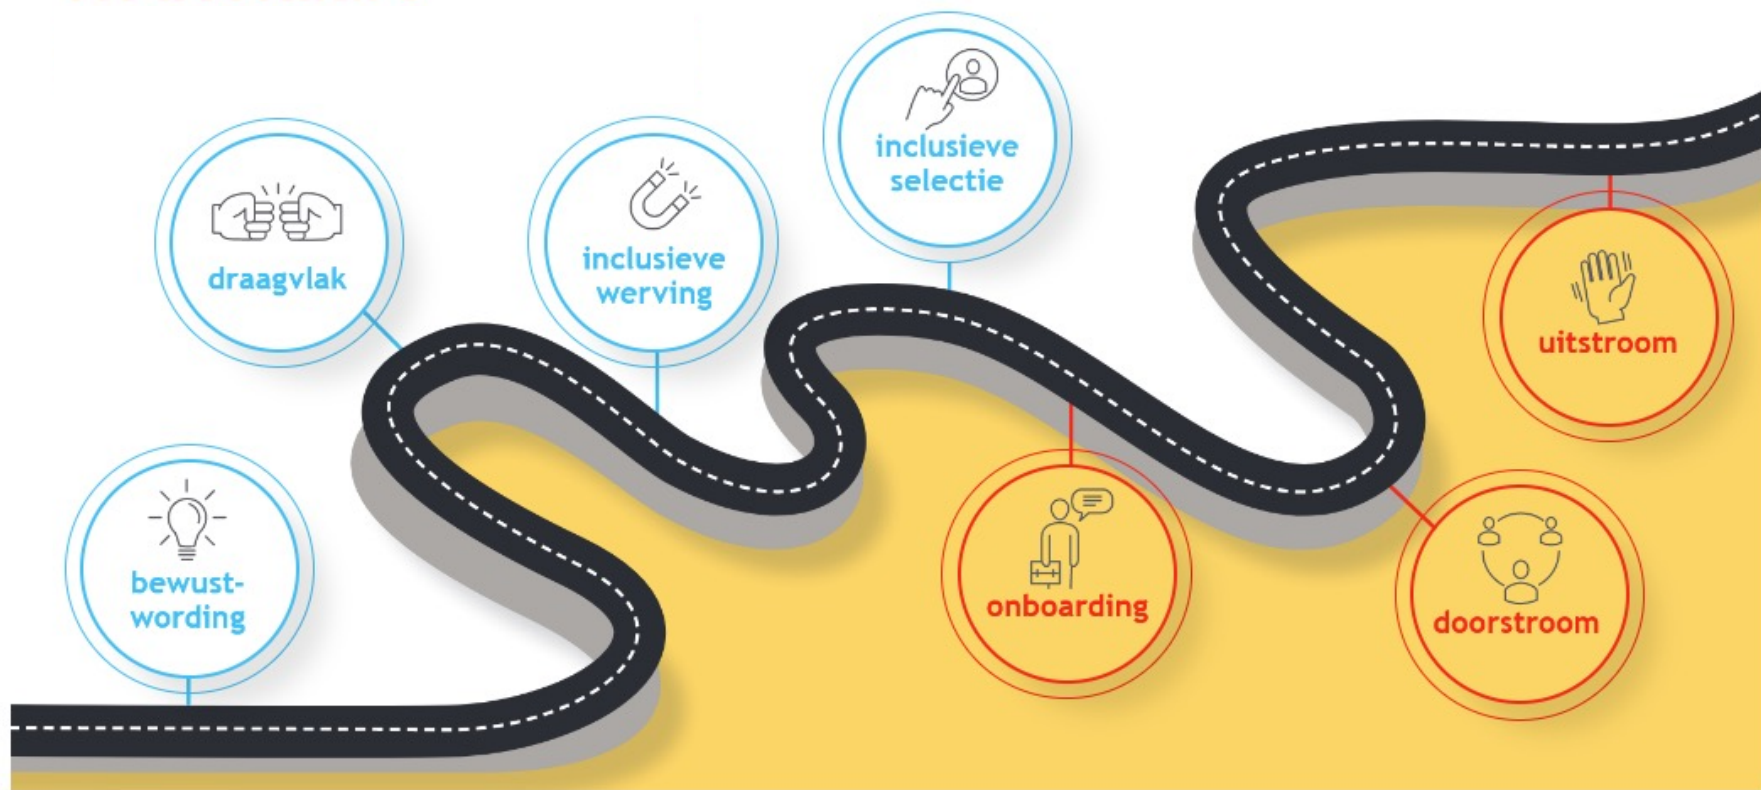 bewust-
wording
draagvlak
inclusieve
werving
inclusieve
selectie
onboarding
doorstroom
uitstroom